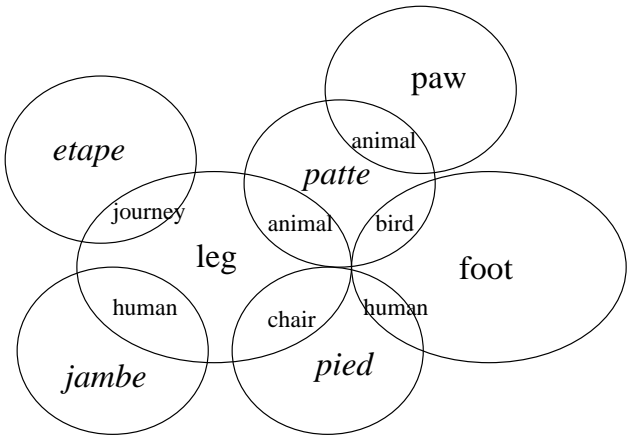 paw
animal
etape
patte
journey
animal
bird
leg
foot
human
chair
human
jambe
pied